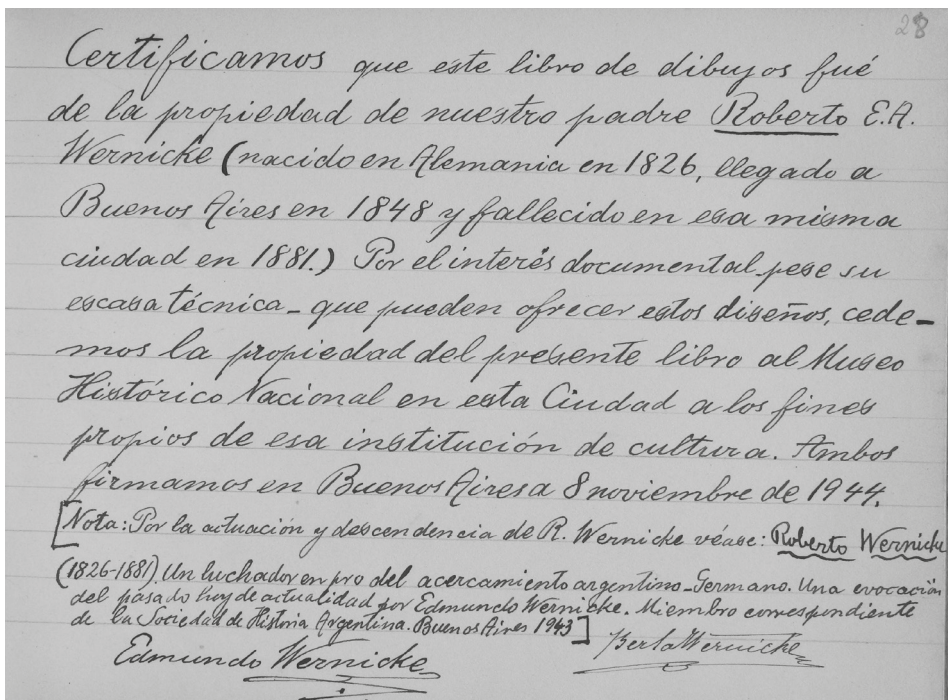 28
Certificamos que este libro de dibujos fué
de la propiedad de nuestro padre Roberto E.A.
Wernicke (nacido en Alemania en 1826, llegado a
Buenos Aires en 1848 y fallecido en esa misma
ciudad en 1881.) Por el interés documental - pese su
escasa técnica - que pueden ofrecer estos diseños, cede-
mos la propiedad del presente libro al Museo
Histórico Nacional en esta Ciudad a los fines
propios de esa institución de cultura. Ambos
firmamos en Buenos Aires a 8 noviembre de 1944.
[Nota: Por la actuación y descendencia de R. Wernicke véase: Roberto Wernicke
(1826-1881) Un luchador en pro del acercamiento argentino-Germano. Una evocación
del pasado hoy de actualidad por Edmundo Wernicke. Miembro correspondiente
de la Sociedad de Historia Argentina. Buenos Aires 1943]
Edmundo Wernicke Berta Wernicke